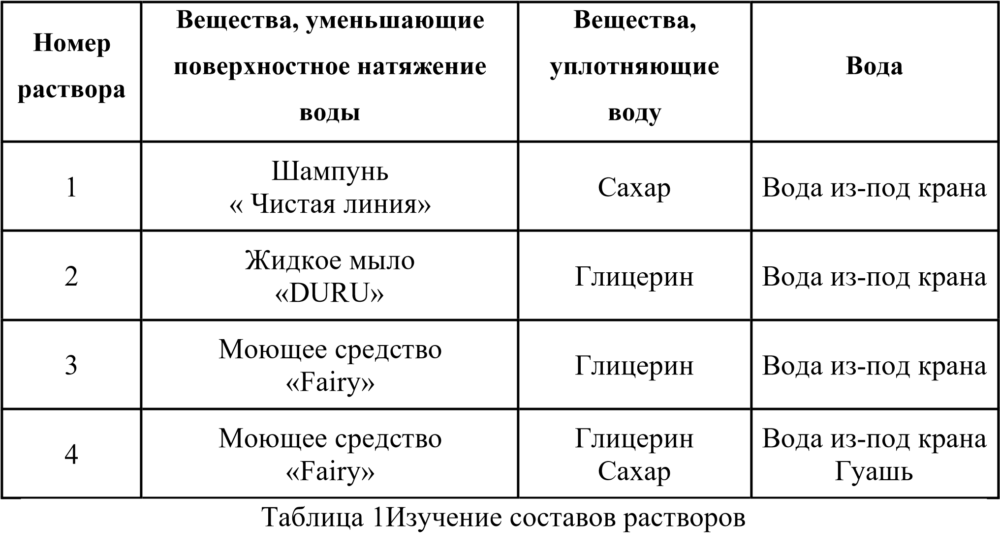 Номер
раствора
Вещества, уменьшающие
поверхностное натяжение
воды
Вещества,
уплотняющие
воду
Вода
1
Шампунь
« Чистая линия»
Сахар
Вода из-под крана
2
Жидкое мыло
«DURU»
Глицерин
Вода из-под крана
3
Моющее средство
«Fairy»
Глицерин
Вода из-под крана
4
Моющее средство
«Fairy»
Глицерин
Сахар
Вода из-под крана
Гуашь
Таблица 1Изучение составов растворов